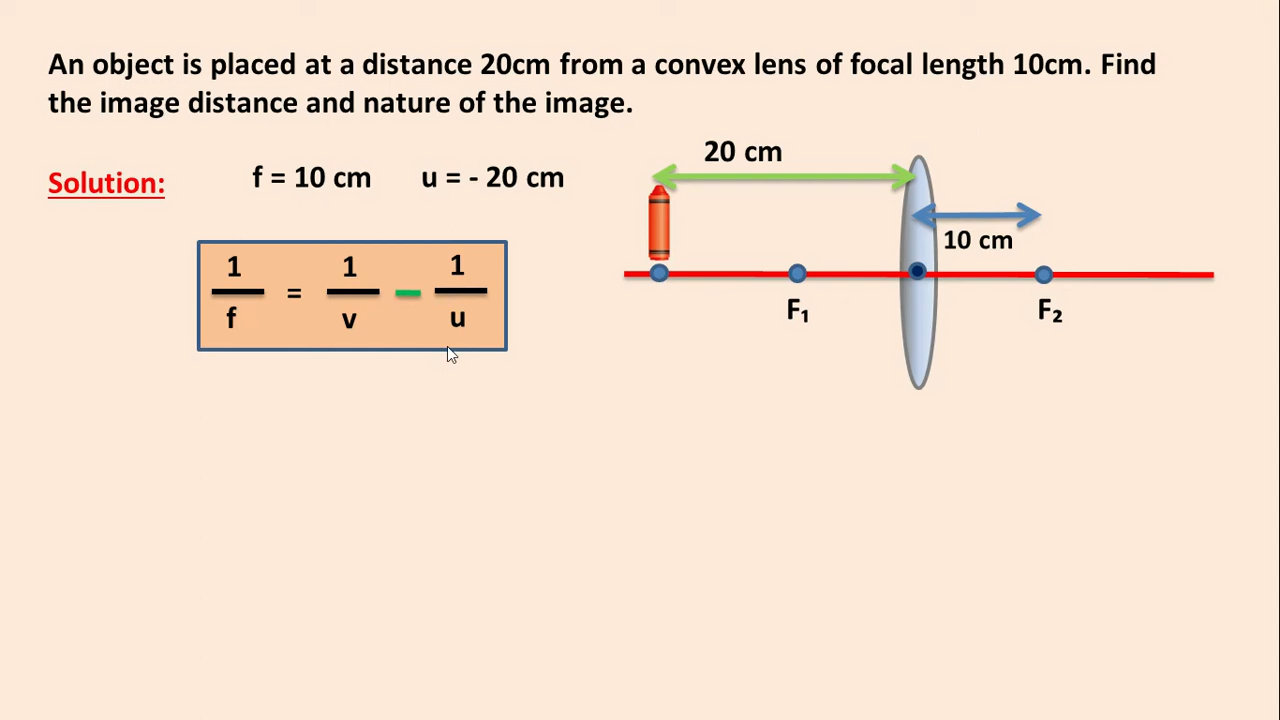 An object is placed at a distance 20cm from a convex lens of focal length 10cm. Find
the image distance and nature of the image.
Solution: f = 10 cm u = - 20 cm
1/f = 1/v - 1/u
20 cm
10 cm
F₁ F₂